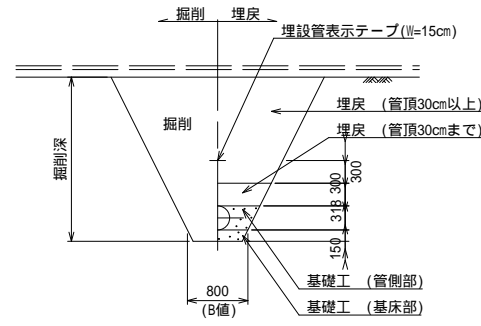 掘削 埋戻
埋設管表示テープ(W=15cm)
埋戻 (管頂30cm以上)
掘削
埋戻 (管頂30cmまで)
掘削深
300
300
318
150
基礎工 (管側部)
800
(B値)
基礎工 (基床部)